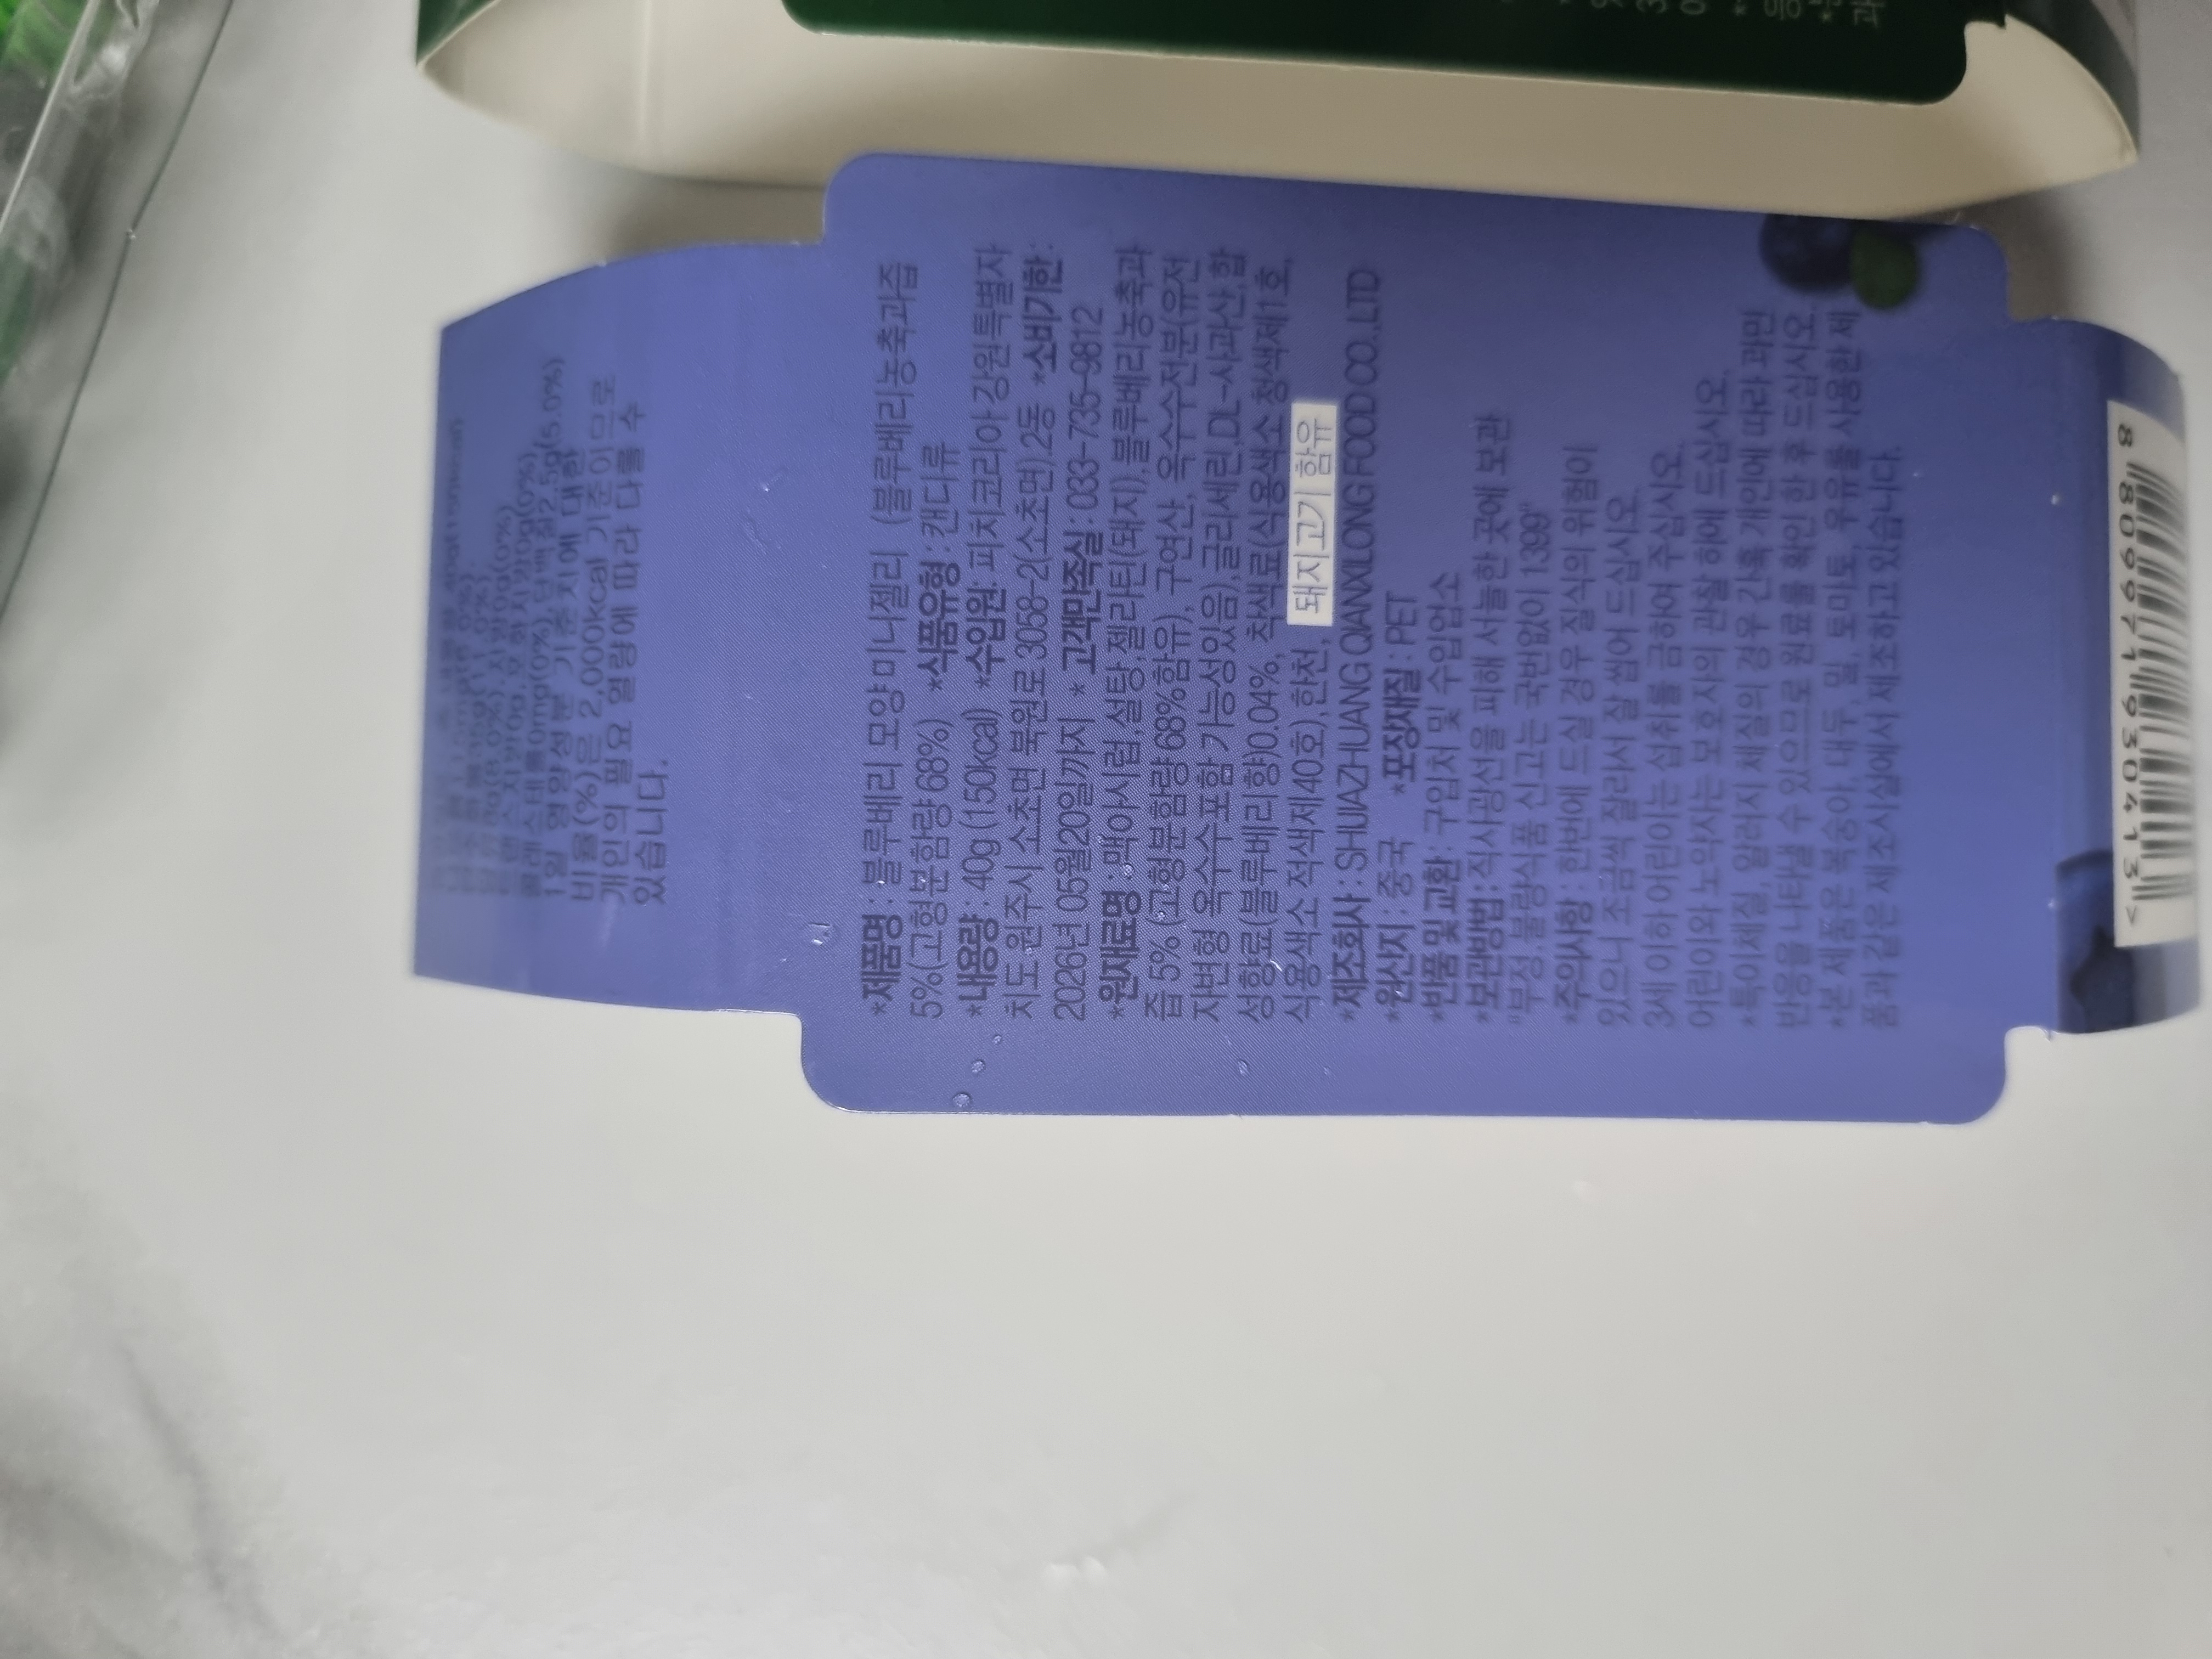 1일 영양성분 기준치에 대한
비율(%)은 2,000kcal 기준이므로
개인의 필요 열량에 따라 다를 수
있습니다.
*제품명 : 블루베리 모양미니젤리 (블루베리농축과즙
5%(고형분함량 68%) *식품유형 : 캔디류
*내용량 : 40g (150kcal) *수입원: 피치코리아 강원특별자
치도 원주시 소초면 북원로 3058-2(소초면),2동 *소비기한 :
2026년 05월20일까지 * 고객만족실 : 033-735-9812
*원재료명 : 맥아시럽,설탕,젤라틴(돼지),블루베리농축과
즙 5% (고형분함량 68%함유), 구연산, 옥수수전분(유전
자변형 옥수수포함 가능성있음),글리세린,DL-사과산,합
성향료(블루베리향)0.04%, 착색료(식용색소 청색제1호,
식용색소 적색제40호),한천, 돼지고기 함유
*제조회사 : SHUAZHUANG QIANXILONG FOOD CO.,LTD
*원산지 : 중국 *포장재질 : PET
*반품 및 교환 : 구입처 및 수입업소
*보관방법 : 직사광선을 피해 서늘한 곳에 보관
"부정,불량식품 신고는 국번없이 1399"
*주의사항 : 한번에 드실 경우 질식의 위험이
있으니 조금씩 잘라서 잘 씹어 드십시오.
3세 이하 어린이는 섭취를 금하여 주십시오.
어린이와 노약자는 보호자의 관찰 하에 드십시오.
*특이체질, 알러지 체질의 경우 간혹 개인에 따라 과민
반응을 나타낼 수 있으므로 원료를 확인 한 후 드십시오.
*본 제품은 복숭아, 대두, 밀, 토마토, 우유를 사용한 제
품과 같은 제조시설에서 제조하고 있습니다.
8 809971 930413 >